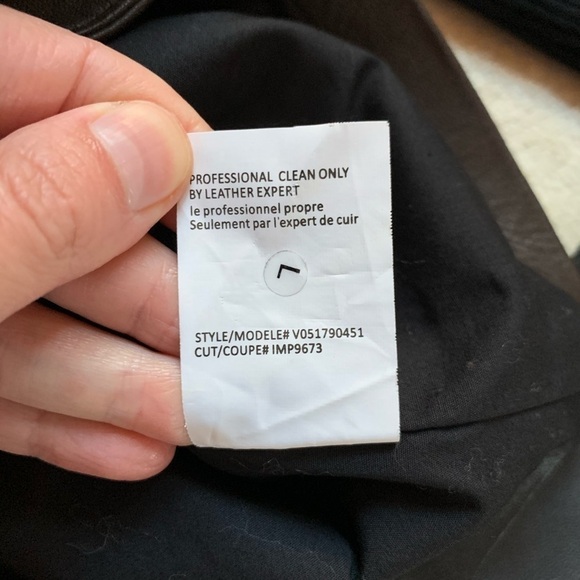 PROFESSIONAL CLEAN ONLY
BY LEATHER EXPERT
le professionnel propre
Seulement par l'expert de cuir
L
STYLE/MODELE# V051790451
CUT/COUPE# IMP9673